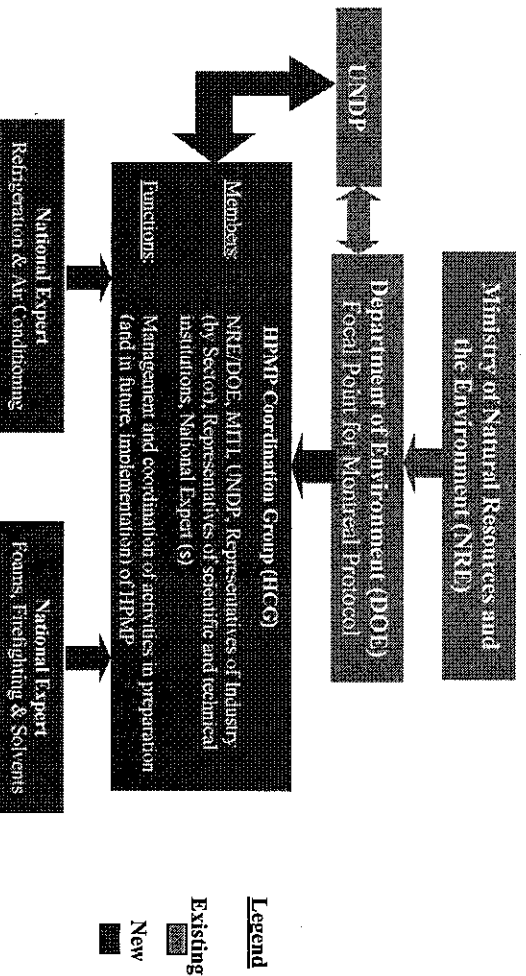 Ministry of Natural Resources and
the Environment (NRE)
UNDP
Department of Environment (DOE)
Focal Point for Montreal Protocol
HPMP Coordination Group (HCG)
Members: NRE/DOE, MITI, UNDP, Representatives of Industry
(by Sector), Representatives of scientific and technical
institutions, National Expert (s)
Functions: Management and coordination of activities in preparation
(and in future, implementation) of HPMP
National Expert
Refrigeration & Air Conditioning
National Expert
Foams, Firefighting & Solvents
Legend
Existing
New